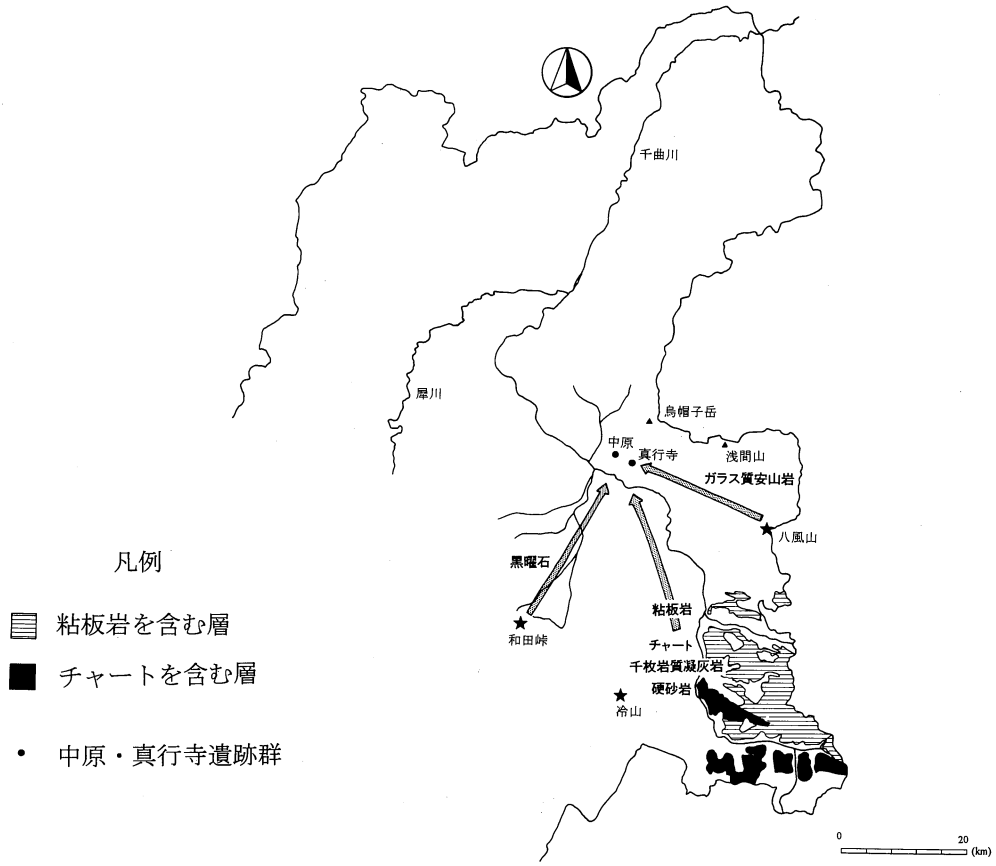 千曲川
犀川
烏帽子岳
中原
真行寺
浅間山
ガラス質安山岩
八風山
黒曜石
和田峠
粘板岩
チャート
千枚岩質凝灰岩
硬砂岩
冷山
凡例
粘板岩を含む層
チャートを含む層
中原・真行寺遺跡群
0 20
(km)